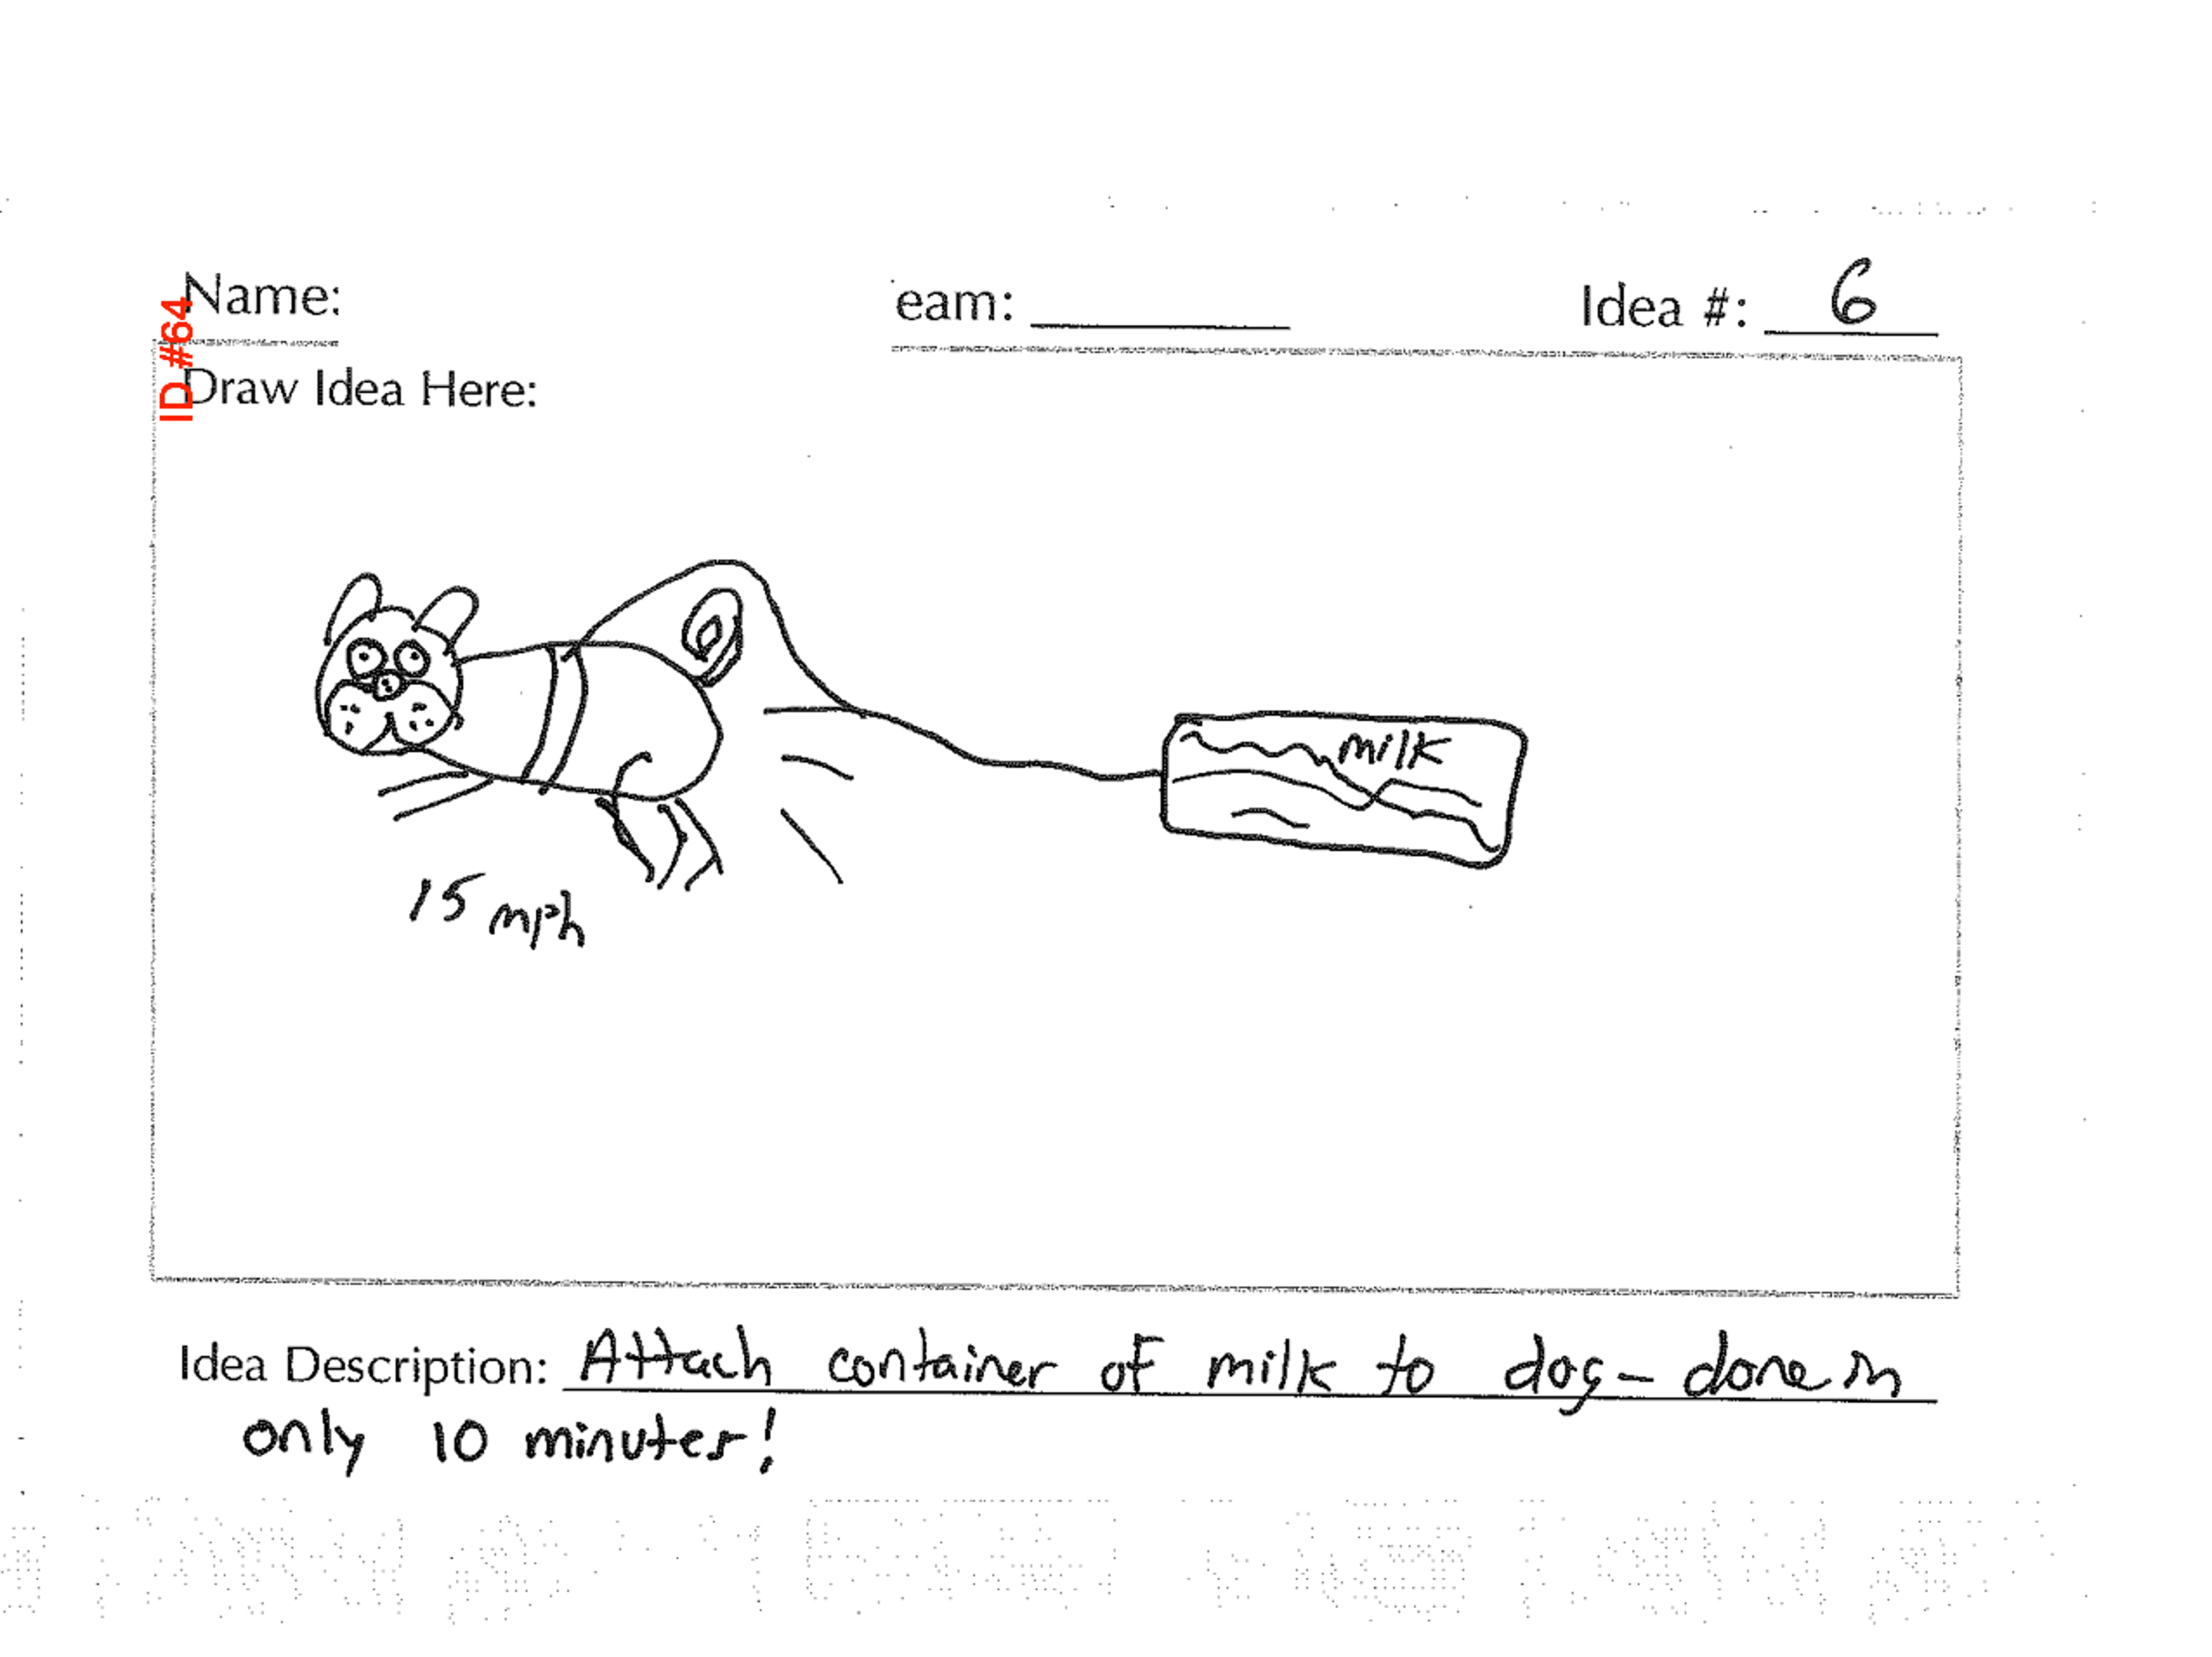 Name: eam: Idea #: 6
ID #64
Draw Idea Here:
milk
15 mph
Idea Description: Attach container of milk to dog - done in
only 10 minutes!